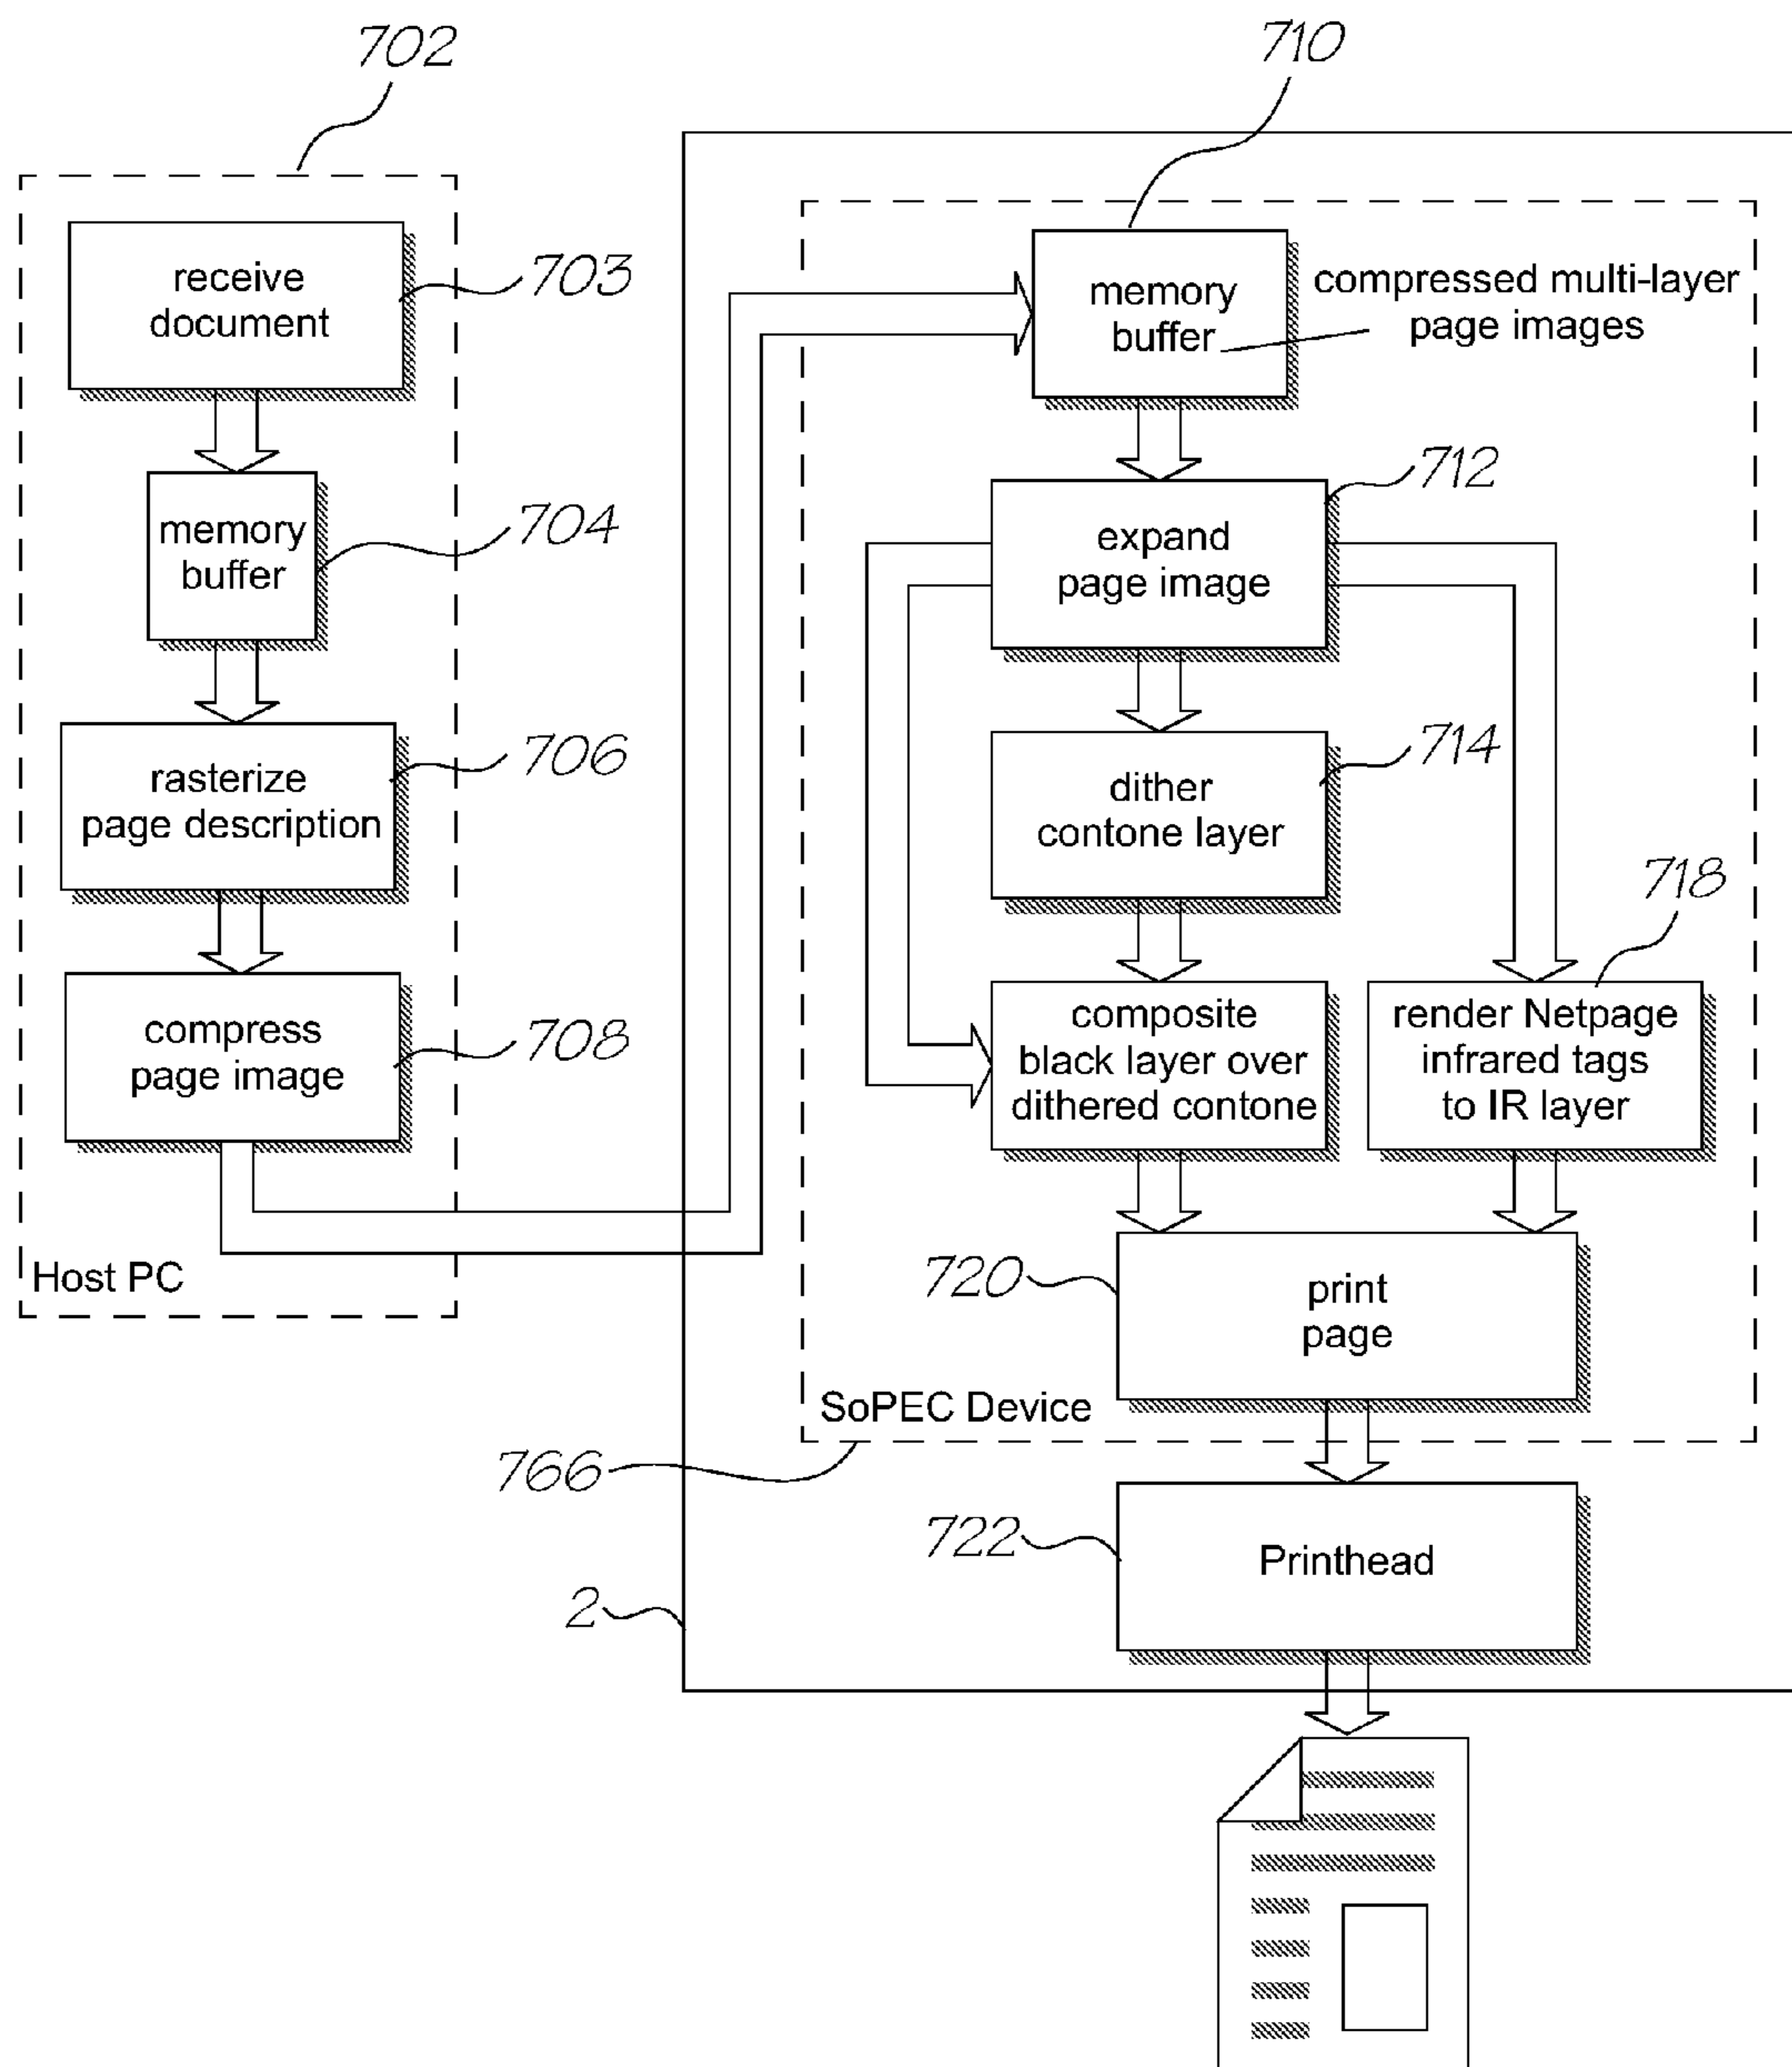 702
710
receive
document
703
memory
buffer
compressed multi-layer
page images
memory
buffer
704
expand
page image
712
rasterize
page description
706
dither
contone layer
714
718
compress
page image
708
composite
black layer over
dithered contone
render Netpage
infrared tags
to IR layer
Host PC
720
print
page
SoPEC Device
766
722
Printhead
2